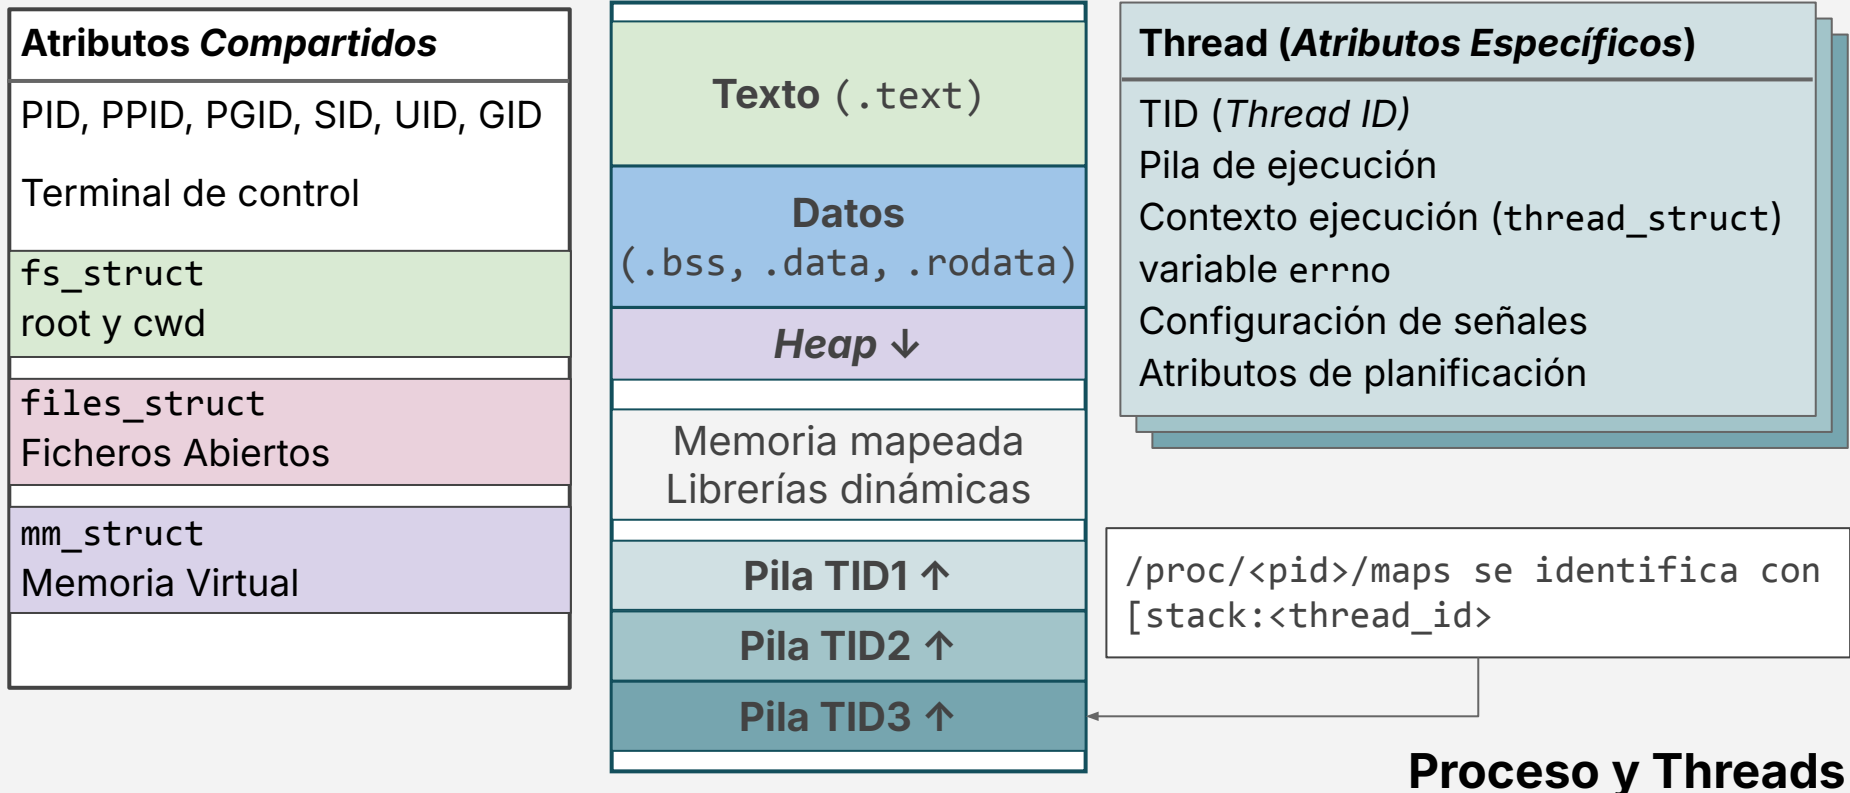 Atributos Compartidos
PID, PPID, PGID, SID, UID, GID
Terminal de control
fs_struct
root y cwd
files_struct
Ficheros Abiertos
mm_struct
Memoria Virtual
Texto (.text)
Datos
(.bss, .data, .rodata)
Heap ↓
Memoria mapeada
Librerías dinámicas
Pila TID1 ↑
Pila TID2 ↑
Pila TID3 ↑
Thread (Atributos Específicos)
TID (Thread ID)
Pila de ejecución
Contexto ejecución (thread_struct)
variable errno
Configuración de señales
Atributos de planificación
/proc/<pid>/maps se identifica con
[stack:<thread_id>
Proceso y Threads